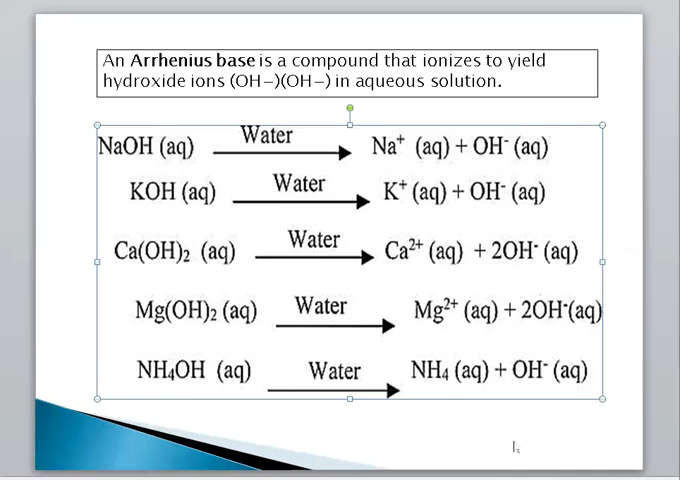 An Arrhenius base is a compound that ionizes to yield
hydroxide ions (OH−)(OH−) in aqueous solution.
NaOH (aq) Water Na⁺ (aq) + OH⁻ (aq)
KOH (aq) Water K⁺ (aq) + OH⁻ (aq)
Ca(OH)₂ (aq) Water Ca²⁺ (aq) + 2OH⁻ (aq)
Mg(OH)₂ (aq) Water Mg²⁺ (aq) + 2OH⁻(aq)
NH₄OH (aq) Water NH₄ (aq) + OH⁻ (aq)